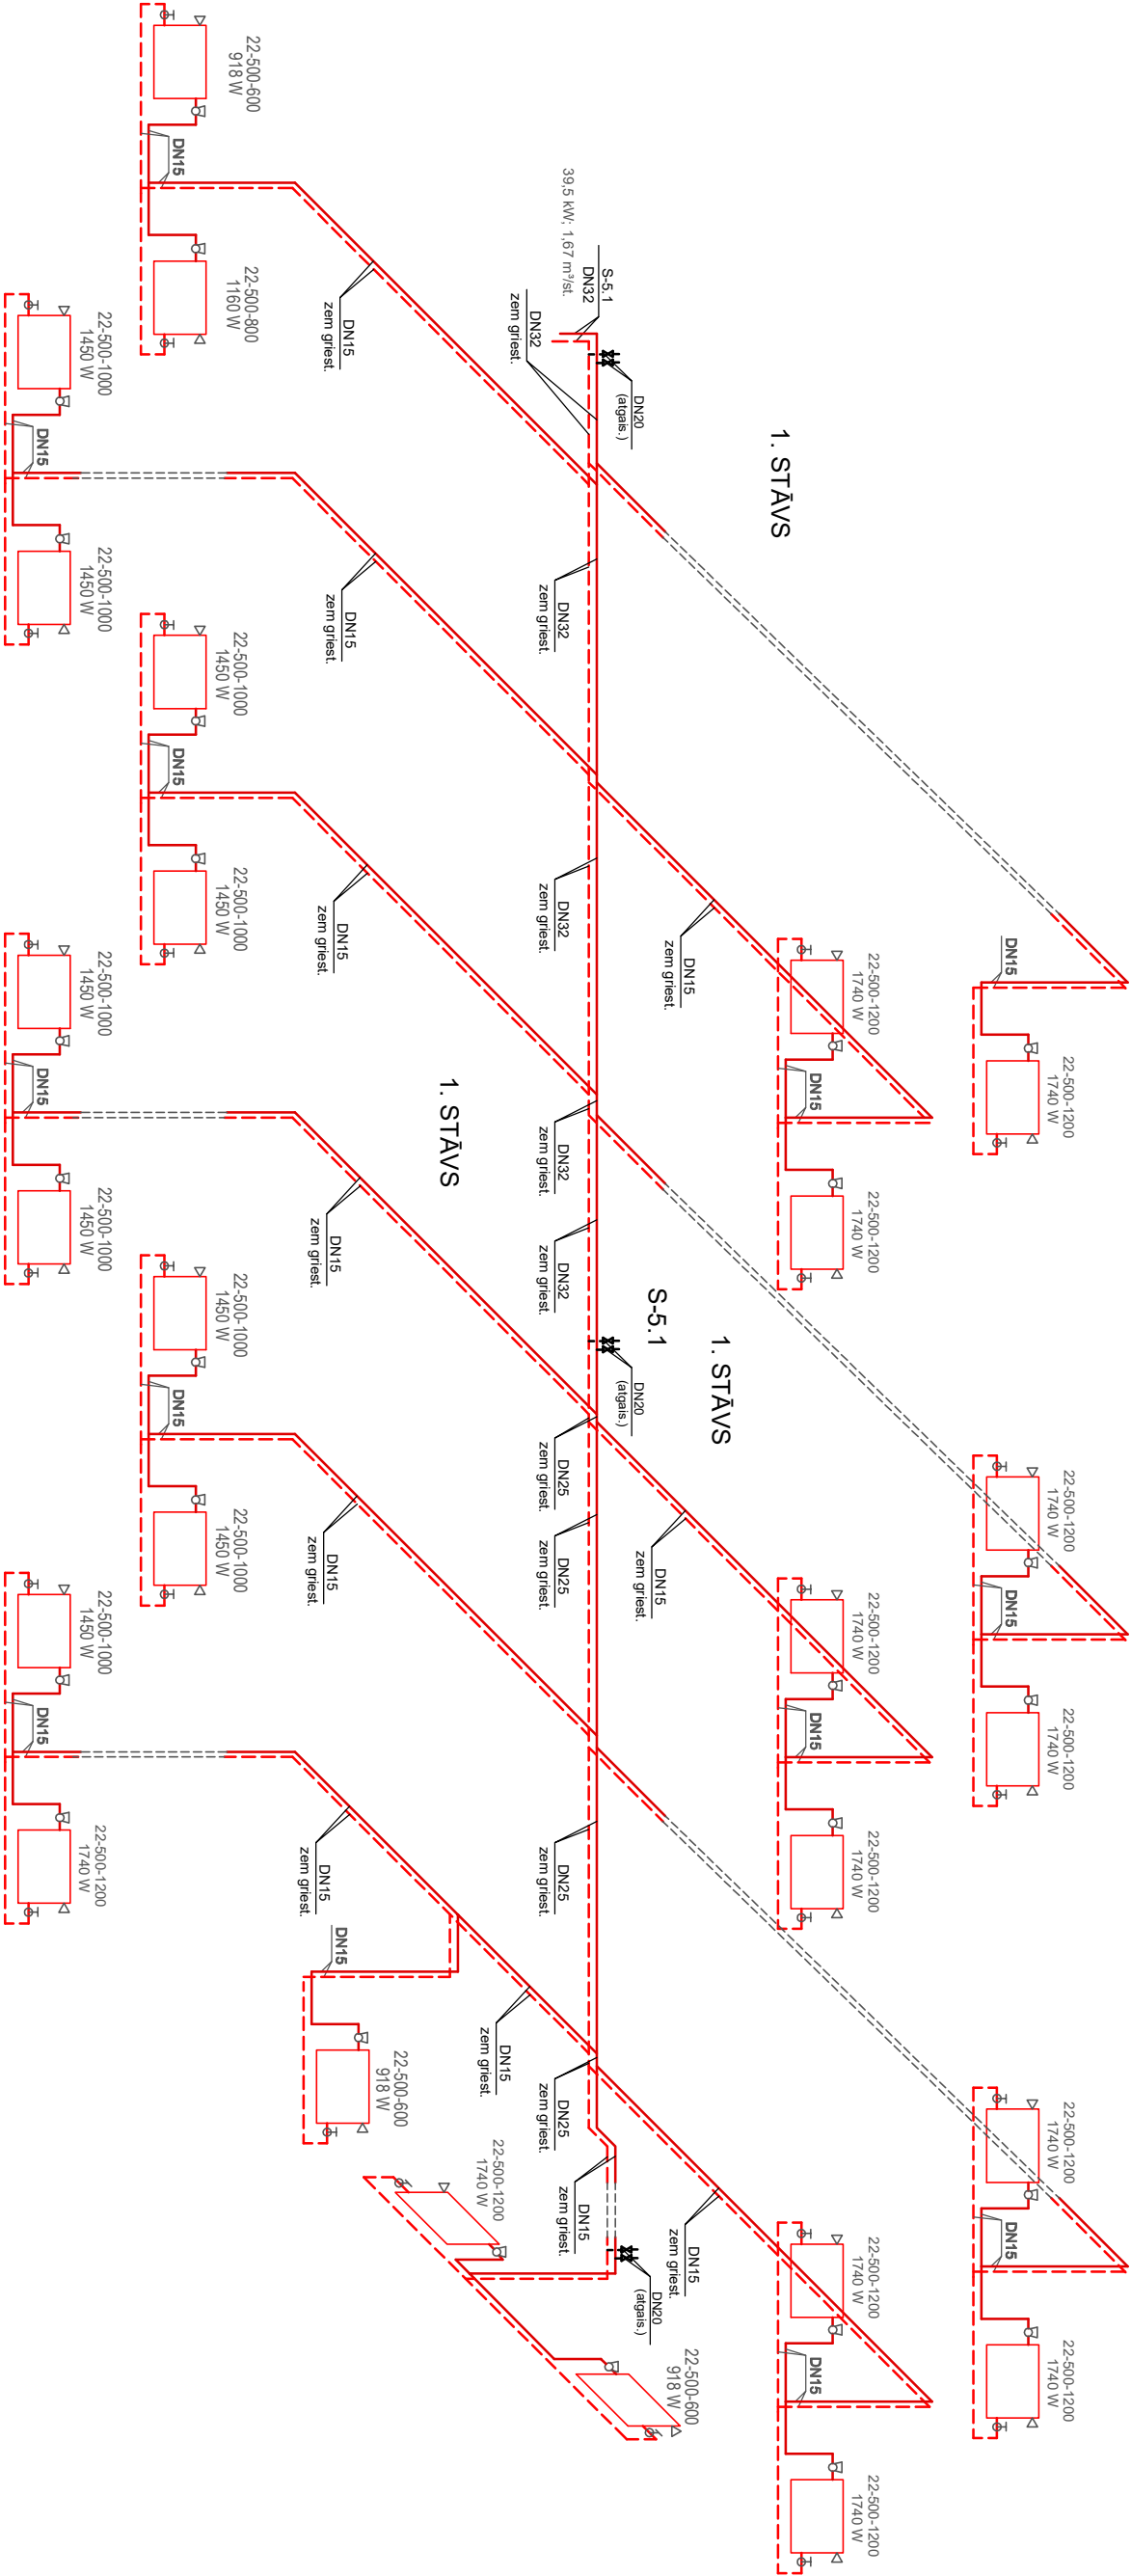 22-500-1200
1740 W
22-500-1200
1740 W
22-500-1200
1740 W
22-500-1200
1740 W
22-500-1200
1740 W
DN15
DN15
DN15
22-500-1200
1740 W
22-500-1200
1740 W
22-500-1200
1740 W
22-500-1200
1740 W
22-500-1200
1740 W
22-500-1200
1740 W
DN15
DN15
DN15
1. STĀVS
1. STĀVS
DN15
zem griest.
DN15
zem griest.
DN15
zem griest.
22-500-600
918 W
S-5.1
DN20
(atgais.)
DN20
(atgais.)
DN20
(atgais.)
S-5.1
DN32
39,5 kW; 1,67 m³/st.
DN32
zem griest.
DN32
zem griest.
DN32
zem griest.
DN32
zem griest.
DN32
zem griest.
DN25
zem griest.
DN25
zem griest.
DN25
zem griest.
DN25
zem griest.
DN15
zem griest.
22-500-1200
1740 W
DN15
zem griest.
1. STĀVS
22-500-600
918 W
DN15
zem griest.
DN15
zem griest.
DN15
zem griest.
DN15
zem griest.
DN15
zem griest.
DN15
zem griest.
DN15
22-500-600
918 W
22-500-800
1160 W
22-500-1000
1450 W
22-500-1000
1450 W
22-500-1000
1450 W
22-500-1000
1450 W
DN15
DN15
DN15
22-500-1000
1450 W
22-500-1000
1450 W
22-500-1000
1450 W
22-500-1000
1450 W
22-500-1000
1450 W
22-500-1200
1740 W
DN15
DN15
DN15